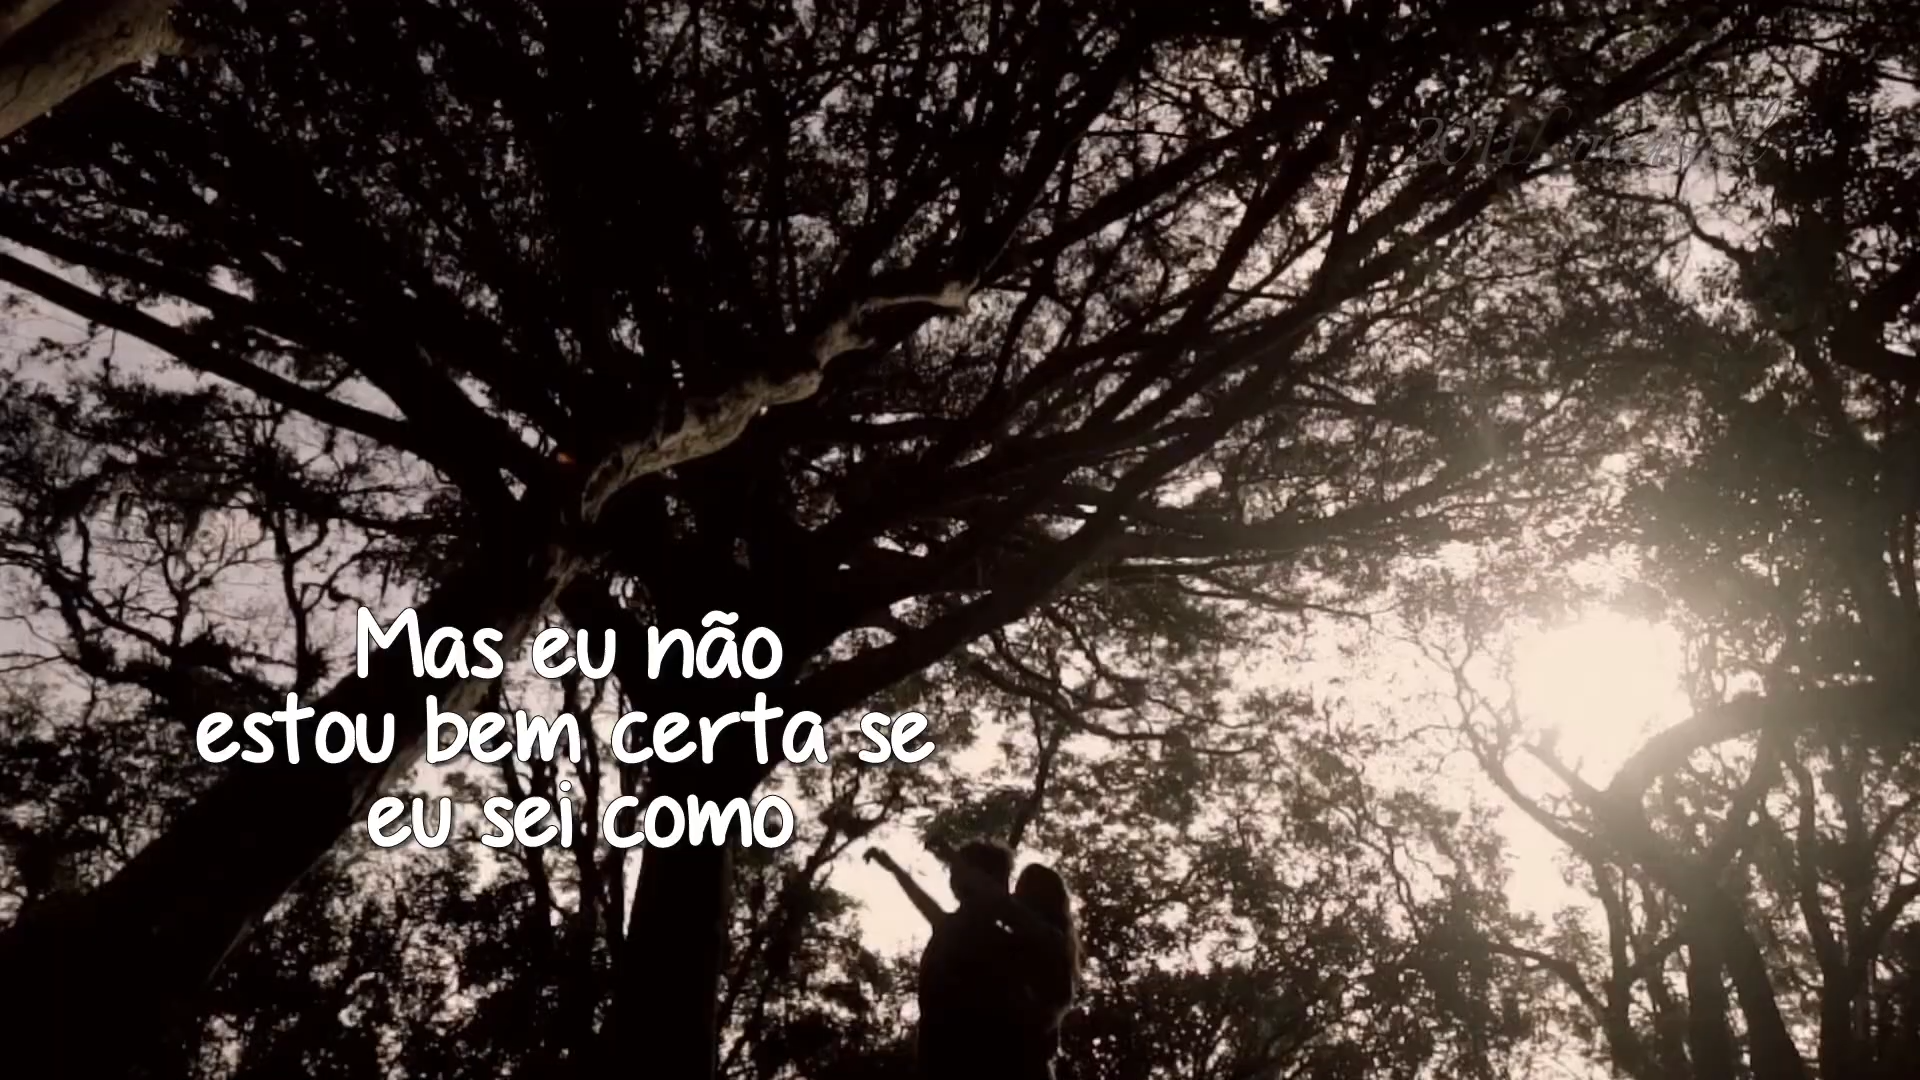 Mas eu não
estou bem certa se
eu sei como